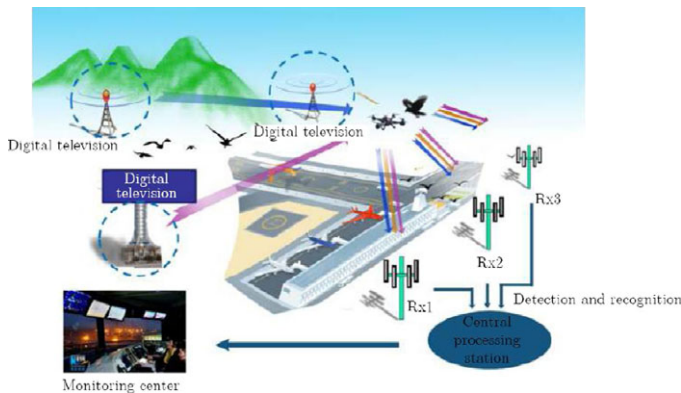 Digital television
Digital television
Digital
television
Rx3
Rx2
Rx1
Detection and recognition
Central
processing
station
Monitoring center